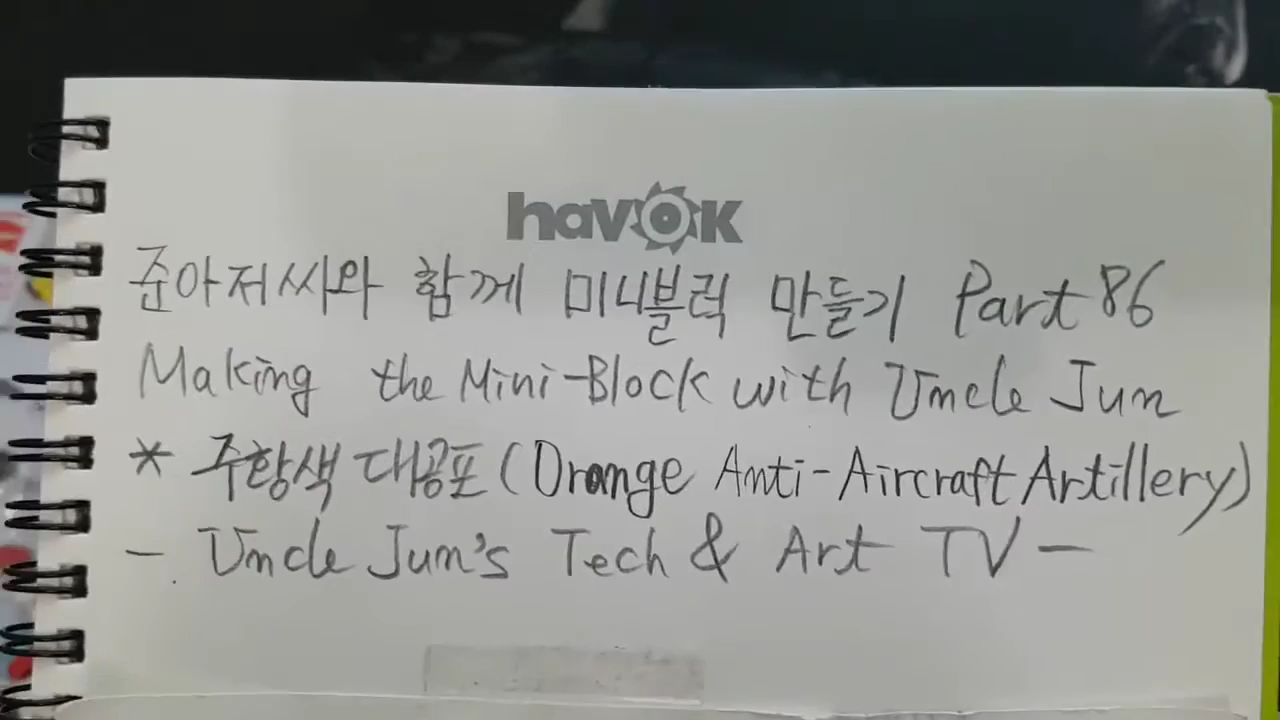 havok
준아저씨와 함께 미니블럭 만들기 Part 86
Making the Mini-Block with Uncle Jun
* 주황색 대공포 (Orange Anti-Aircraft Artillery)
- Uncle Jun's Tech & Art TV -